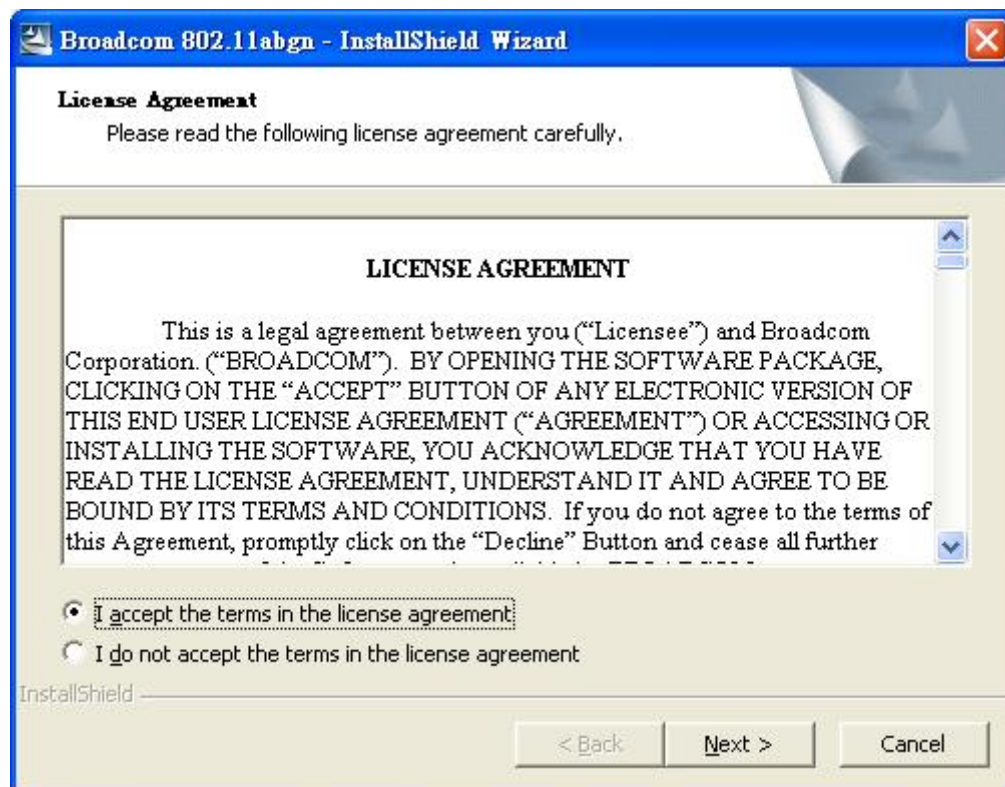 Broadcom 802.11abgn - InstallShield Wizard
License Agreement
Please read the following license agreement carefully.
LICENSE AGREEMENT
This is a legal agreement between you (“Licensee”) and Broadcom
Corporation. (“BROADCOM”).  BY OPENING THE SOFTWARE PACKAGE,
CLICKING ON THE “ACCEPT” BUTTON OF ANY ELECTRONIC VERSION OF
THIS END USER LICENSE AGREEMENT (“AGREEMENT”) OR ACCESSING OR
INSTALLING THE SOFTWARE, YOU ACKNOWLEDGE THAT YOU HAVE
READ THE LICENSE AGREEMENT, UNDERSTAND IT AND AGREE TO BE
BOUND BY ITS TERMS AND CONDITIONS.  If you do not agree to the terms of
this Agreement, promptly click on the “Decline” Button and cease all further
I accept the terms in the license agreement
I do not accept the terms in the license agreement
InstallShield
< Back
Next >
Cancel